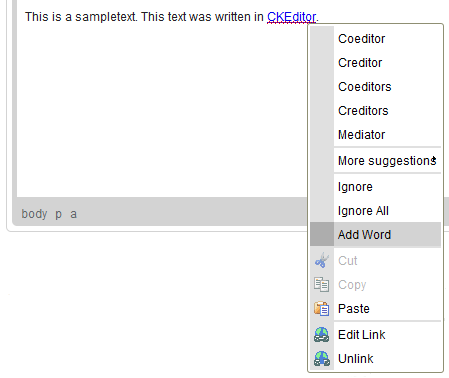 This is a sampletext. This text was written in CKEditor.
Coeditor
Creditor
Coeditors
Creditors
Mediator
More suggestions
Ignore
Ignore All
Add Word
Cut
Copy
Paste
Edit Link
Unlink
body p a